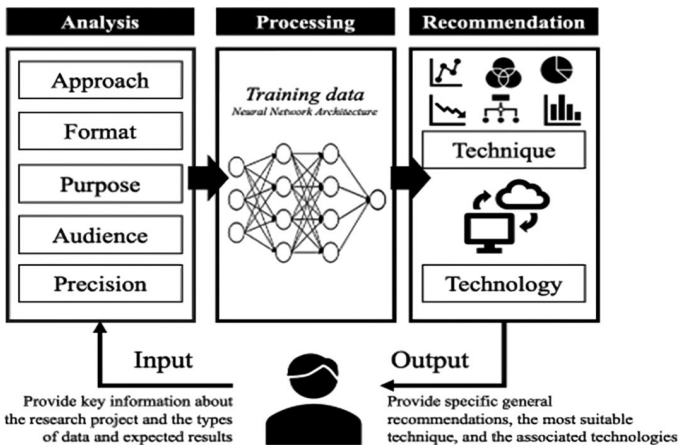 Analysis
Processing
Recommendation
Approach
Format
Purpose
Audience
Precision
Training data
Neural Network Architecture
Technique
Technology
Input
Output
Provide key information about
the research project and the types
of data and expected results
Provide specific general
recommendations, the most suitable
technique, and the associated technologies